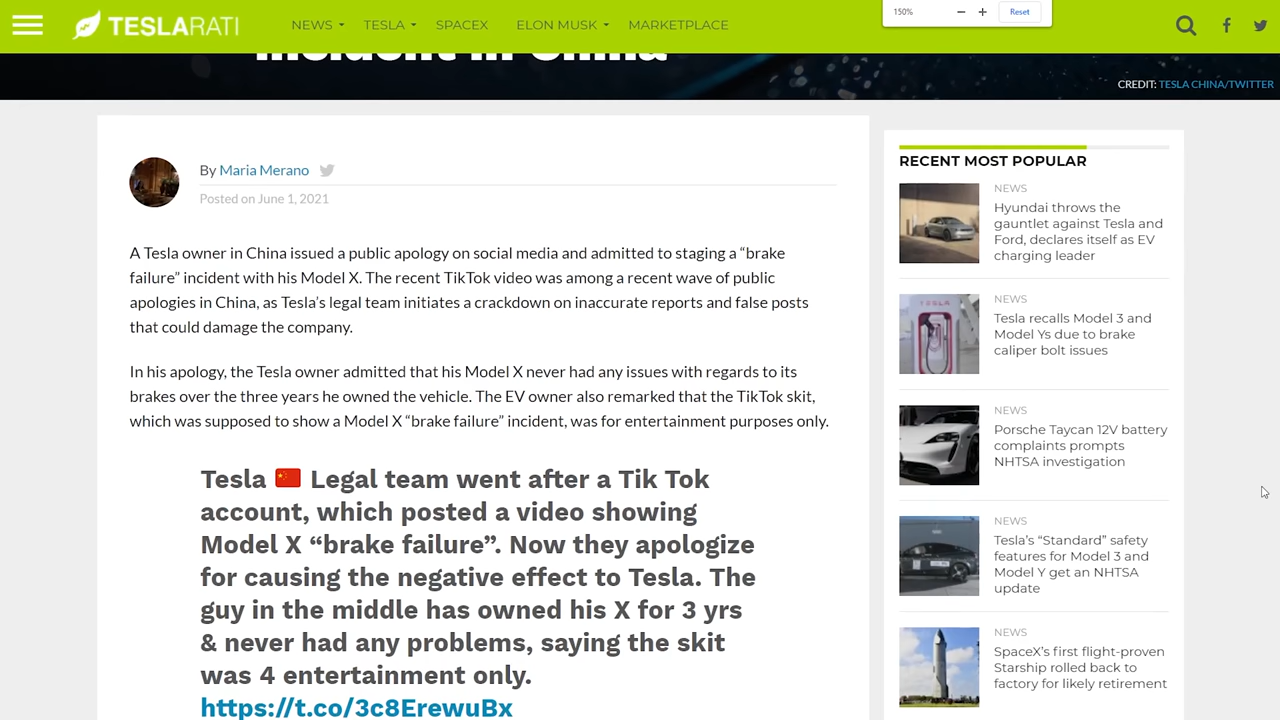 TESLARATI
NEWS
TESLA
SPACEX
ELON MUSK
MARKETPLACE
150%
Reset
incident in China
CREDIT: TESLA CHINA/TWITTER
By Maria Merano
Posted on June 1, 2021
A Tesla owner in China issued a public apology on social media and admitted to staging a “brake
failure” incident with his Model X. The recent TikTok video was among a recent wave of public
apologies in China, as Tesla’s legal team initiates a crackdown on inaccurate reports and false posts
that could damage the company.
In his apology, the Tesla owner admitted that his Model X never had any issues with regards to its
brakes over the three years he owned the vehicle. The EV owner also remarked that the TikTok skit,
which was supposed to show a Model X “brake failure” incident, was for entertainment purposes only.
Tesla 🇨🇳 Legal team went after a Tik Tok
account, which posted a video showing
Model X “brake failure”. Now they apologize
for causing the negative effect to Tesla. The
guy in the middle has owned his X for 3 yrs
& never had any problems, saying the skit
was 4 entertainment only.
https://t.co/3c8ErewuBx
RECENT MOST POPULAR
NEWS
Hyundai throws the
gauntlet against Tesla and
Ford, declares itself as EV
charging leader
NEWS
Tesla recalls Model 3 and
Model Ys due to brake
caliper bolt issues
NEWS
Porsche Taycan 12V battery
complaints prompts
NHTSA investigation
NEWS
Tesla’s “Standard” safety
features for Model 3 and
Model Y get an NHTSA
update
NEWS
SpaceX’s first flight-proven
Starship rolled back to
factory for likely retirement